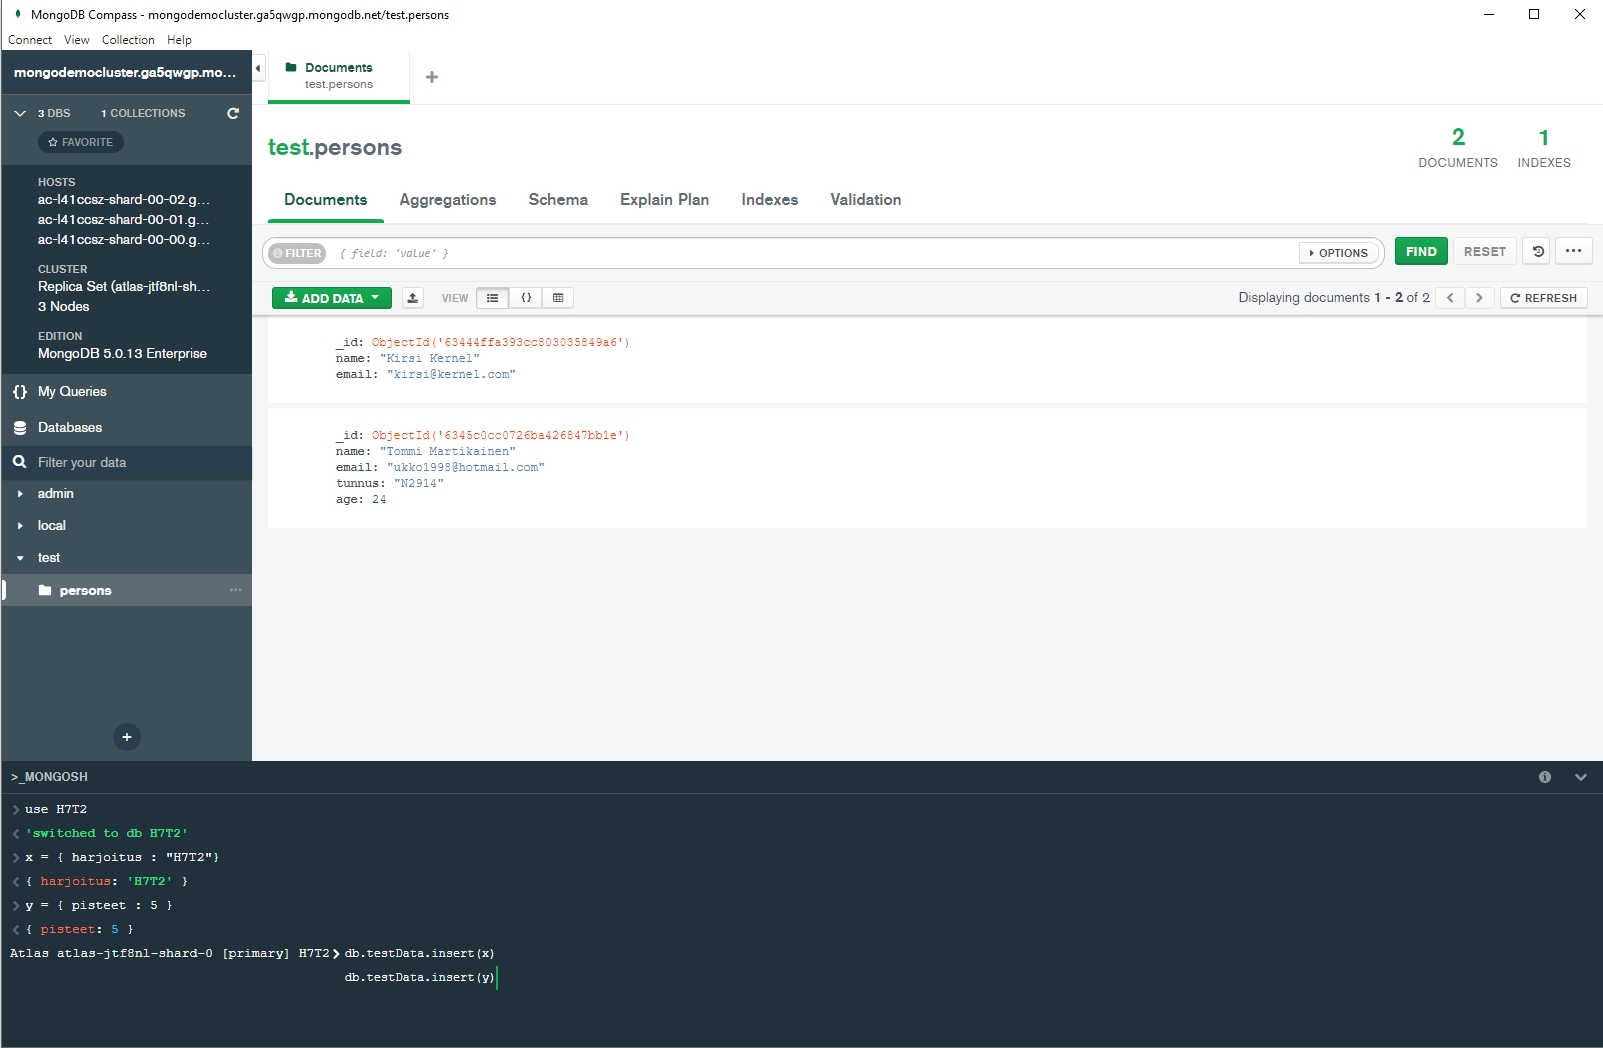 MongoDB Compass - mongodemocluster.ga5qwgp.mongodb.net/test.persons
Connect View Collection Help
mongodemocluster.ga5qwgp.mo...
Documents
test.persons
3 DBS 1 COLLECTIONS
FAVORITE
HOSTS
ac-l41ccsz-shard-00-02.g...
ac-l41ccsz-shard-00-01.g...
ac-l41ccsz-shard-00-00.g...
CLUSTER
Replica Set (atlas-jtf8nl-sh...
3 Nodes
EDITION
MongoDB 5.0.13 Enterprise
{} My Queries
Databases
Filter your data
admin
local
test
persons
test.persons
2 DOCUMENTS
1 INDEXES
Documents Aggregations Schema Explain Plan Indexes Validation
FILTER { field: 'value' } OPTIONS FIND RESET
ADD DATA VIEW {} Displaying documents 1 - 2 of 2 REFRESH
_id: ObjectId('63444ffa393cc803035849a6')
name: "Kirsi Kernel"
email: "kirsi@kernel.com"
_id: ObjectId('6345c0cc0726ba426847bb1e')
name: "Tommi Martikainen"
email: "ukko1998@hotmail.com"
tunnus: "N2914"
age: 24
>_MONGOSH
> use H7T2
< 'switched to db H7T2'
> x = { harjoitus : "H7T2"}
< { harjoitus: 'H7T2' }
> y = { pisteet : 5 }
< { pisteet: 5 }
Atlas atlas-jtf8nl-shard-0 [primary] H7T2> db.testData.insert(x)
db.testData.insert(y)